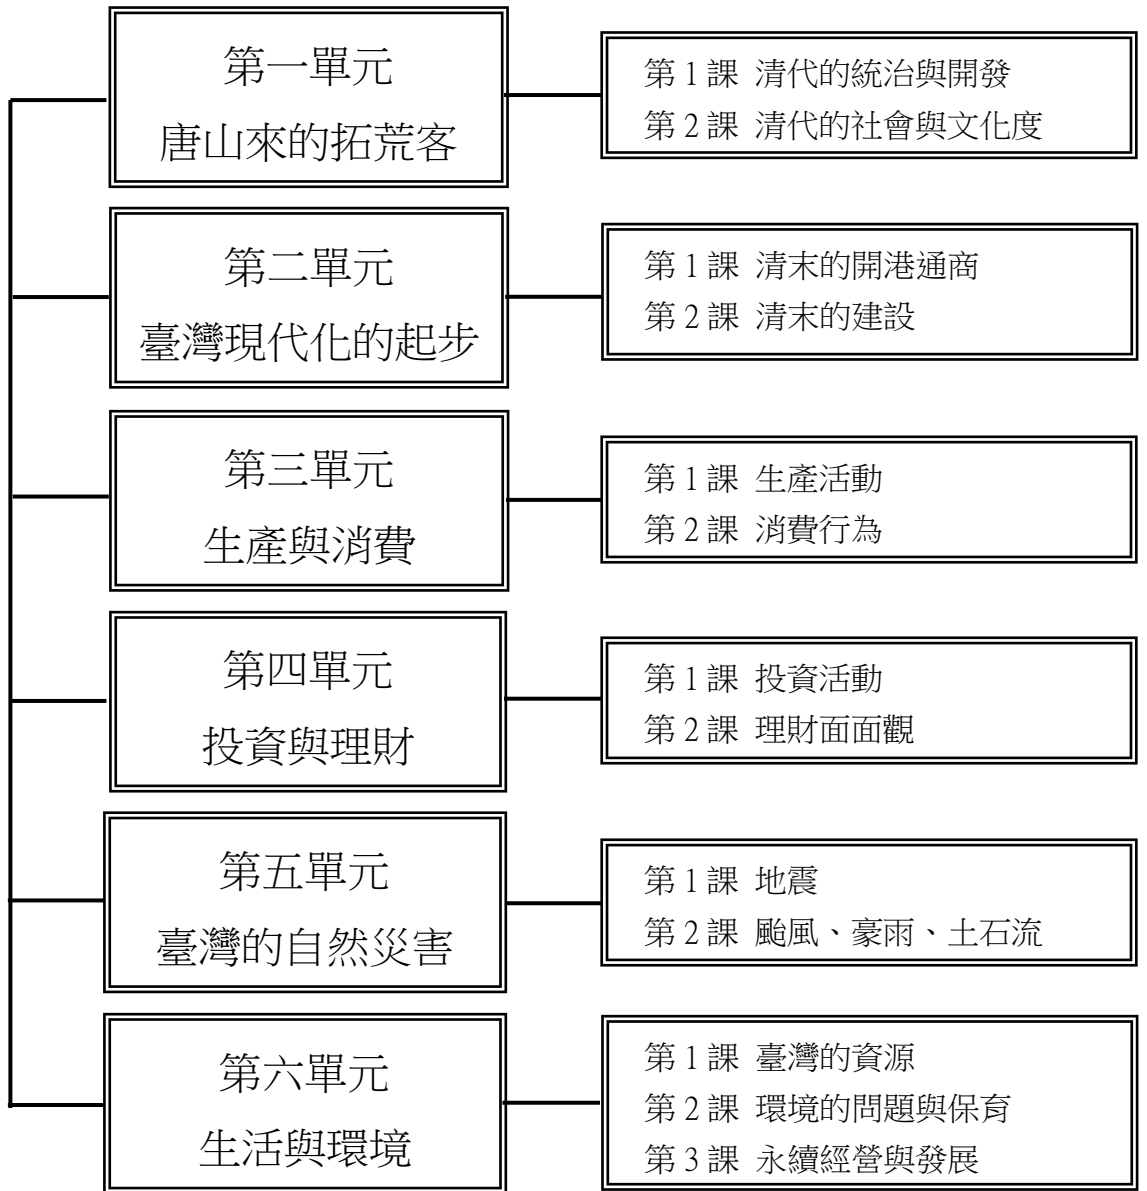 第一單元
唐山來的拓荒客
第 1 課 清代的統治與開發
第 2 課 清代的社會與文化度
第二單元
臺灣現代化的起步
第 1 課 清末的開港通商
第 2 課 清末的建設
第三單元
生產與消費
第 1 課 生產活動
第 2 課 消費行為
第四單元
投資與理財
第 1 課 投資活動
第 2 課 理財面面觀
第五單元
臺灣的自然災害
第 1 課 地震
第 2 課 颱風、豪雨、土石流
第六單元
生活與環境
第 1 課 臺灣的資源
第 2 課 環境的問題與保育
第 3 課 永續經營與發展